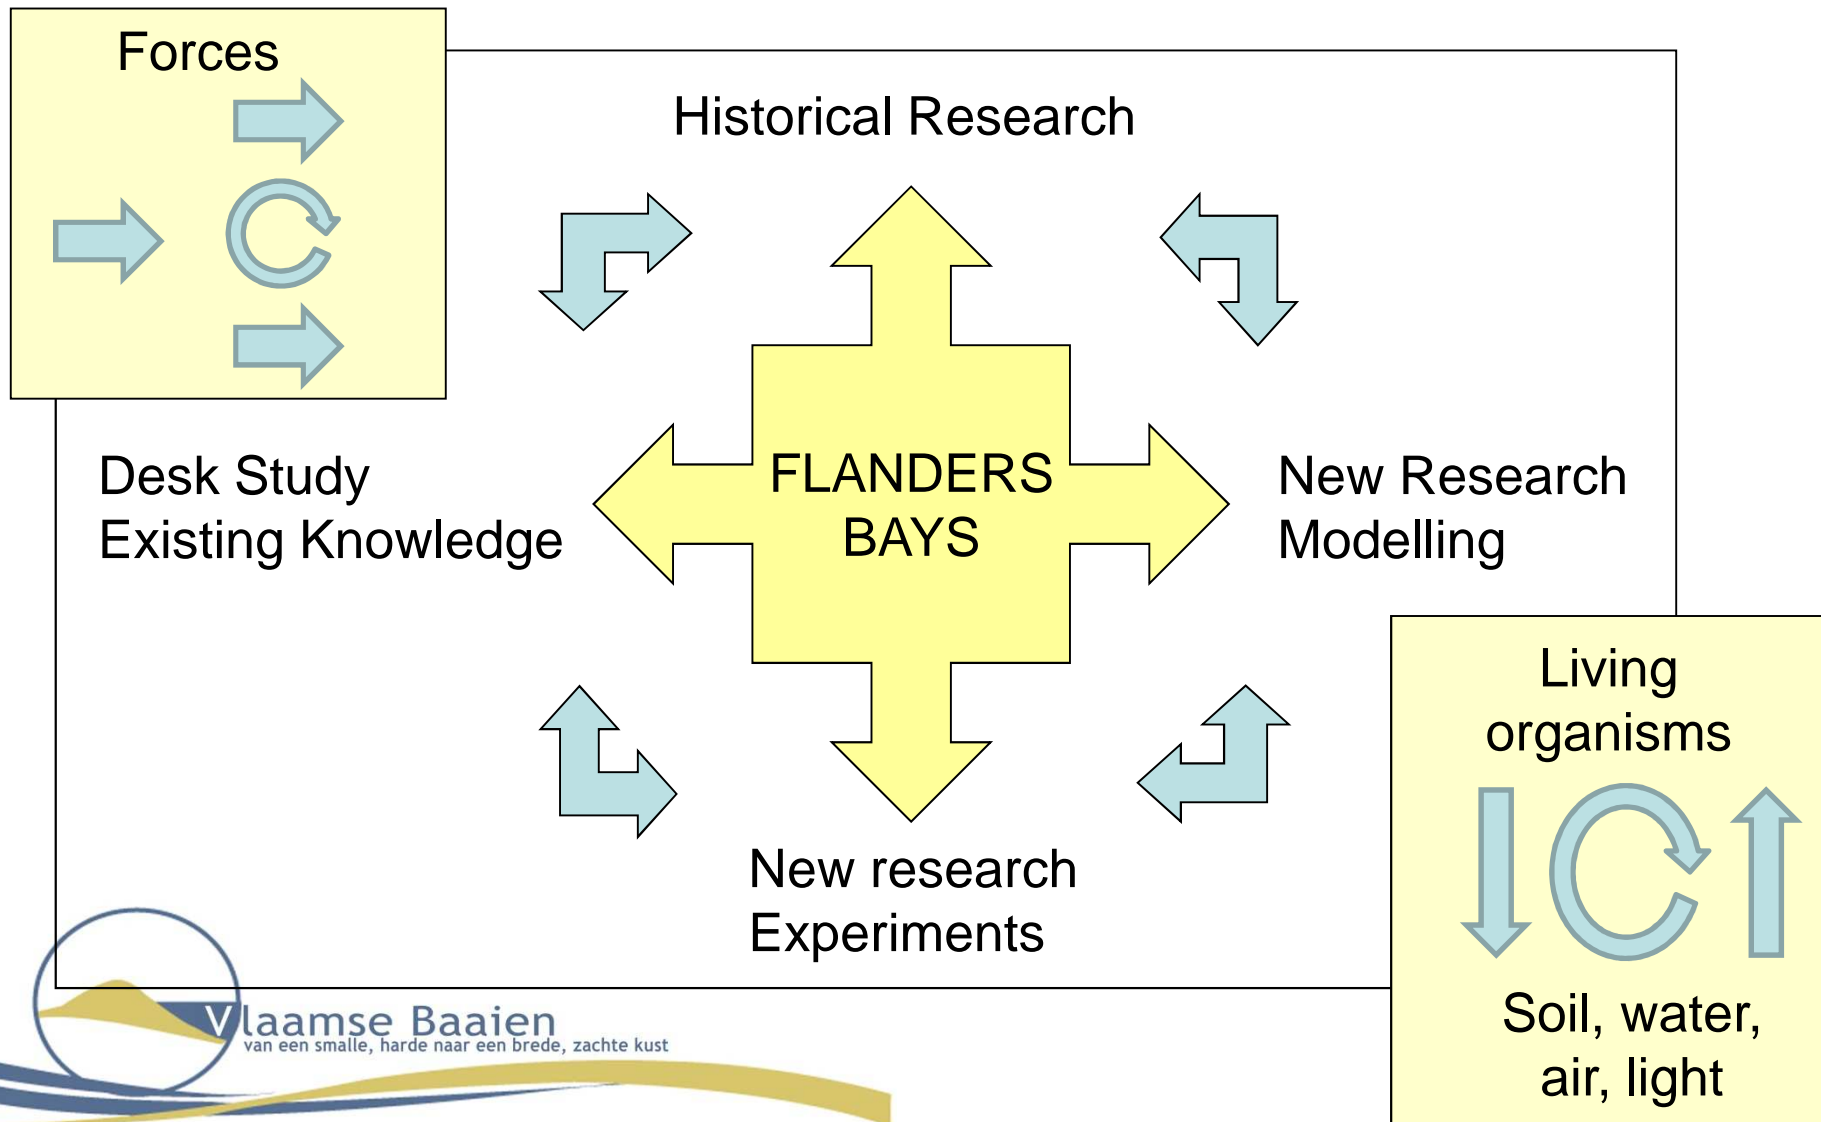 Forces
Historical Research
Desk Study
Existing Knowledge
FLANDERS
BAYS
New Research
Modelling
New research
Experiments
Living
organisms
Soil, water,
air, light
Vlaamse Baaien
van een smalle, harde naar een brede, zachte kust